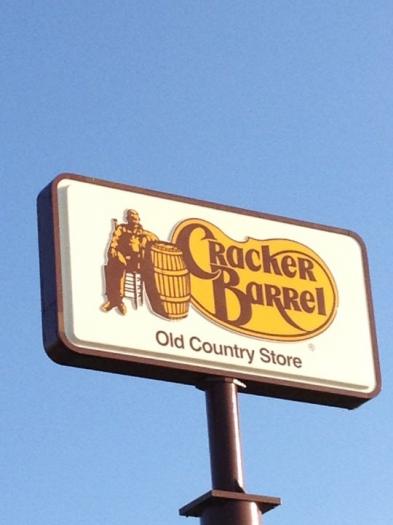 Cracker
Barrel
Old Country Store
®